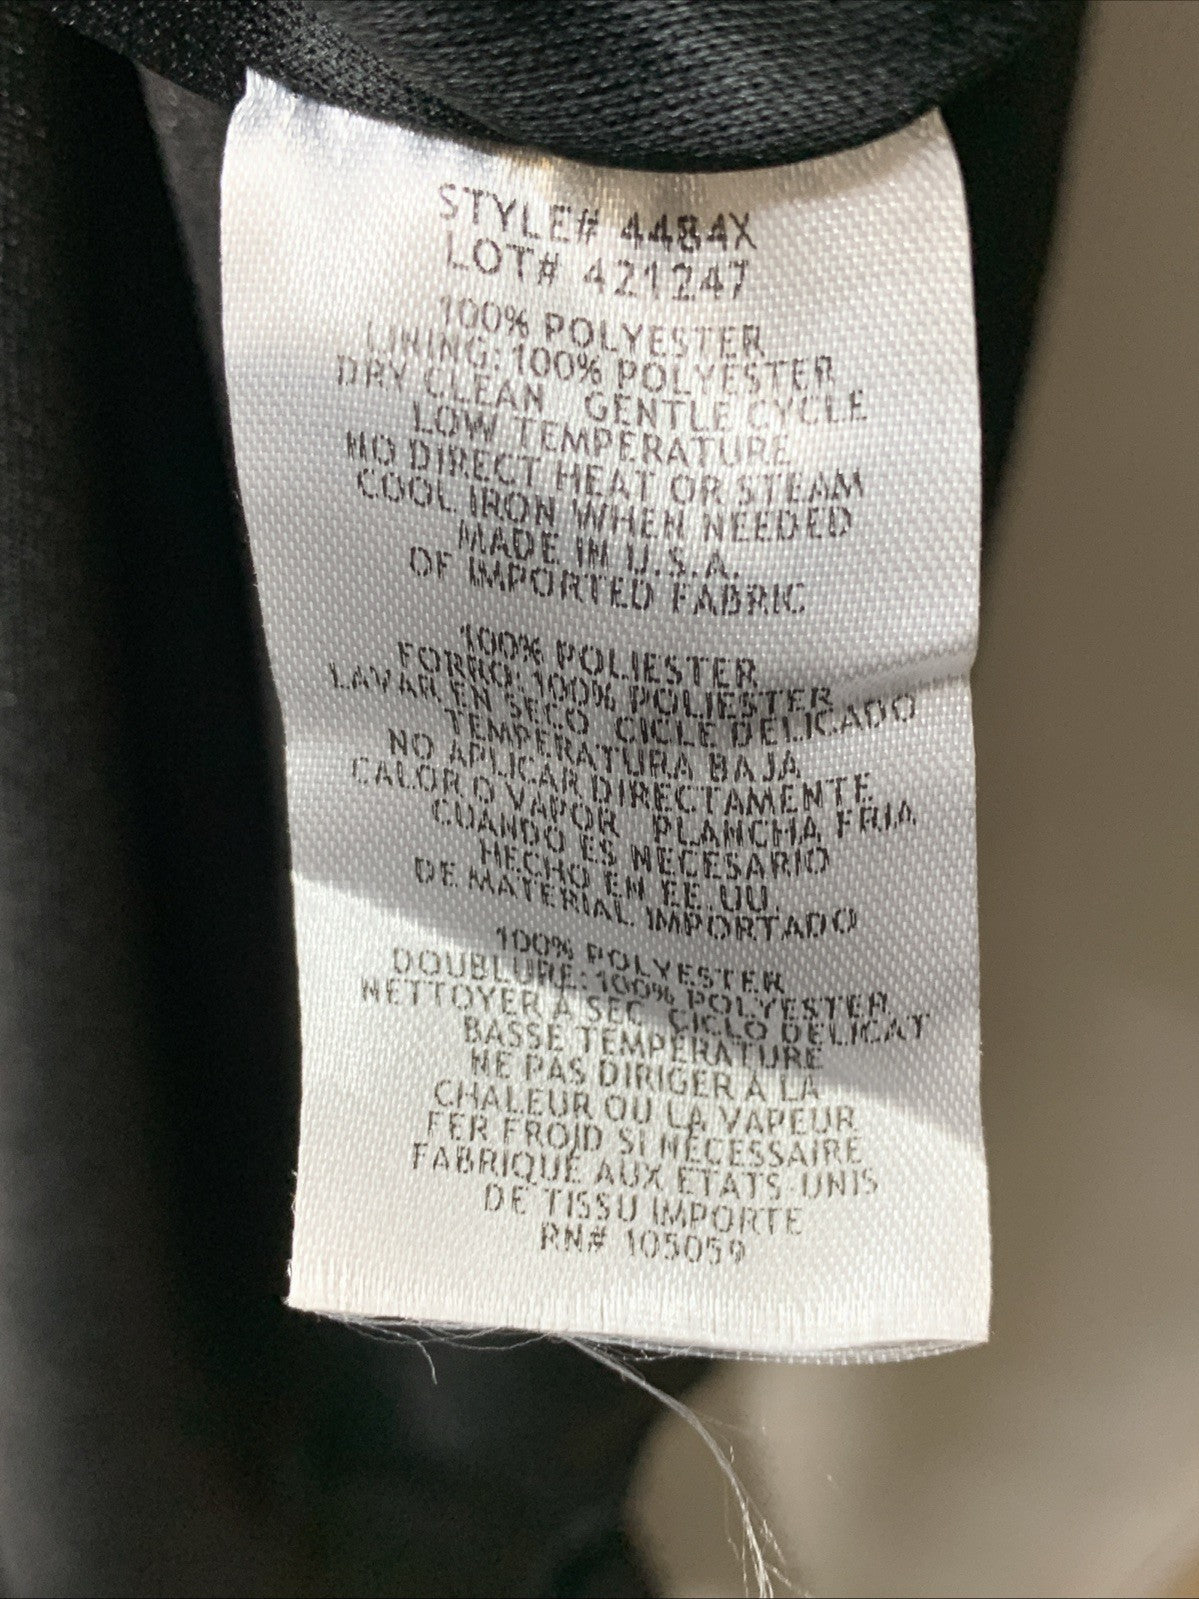 STYLE# 4484X
LOT# 421247
100% POLYESTER
LINING: 100% POLYESTER
DRY CLEAN GENTLE CYCLE
LOW TEMPERATURE
NO DIRECT HEAT OR STEAM
COOL IRON WHEN NEEDED
MADE IN U.S.A.
OF IMPORTED FABRIC
100% POLIESTER
FORRO: 100% POLIESTER
LAVAR EN SECO CICLE DELICADO
TEMPERATURA BAJA
NO APLICAR DIRECTAMENTE
CALOR O VAPOR PLANCHA FRIA
CUANDO ES NECESARIO
HECHO EN EE.UU.
DE MATERIAL IMPORTADO
100% POLYESTER
DOUBLURE: 100% POLYESTER
NETTOYER À SEC, CICLO DELICAT
BASSE TEMPÉRATURE
NE PAS DIRIGER À LA
CHALEUR OU LA VAPEUR
FER FROID SI NÉCESSAIRE
FABRIQUÉ AUX ETATS-UNIS
DE TISSU IMPORTE
RN# 105059